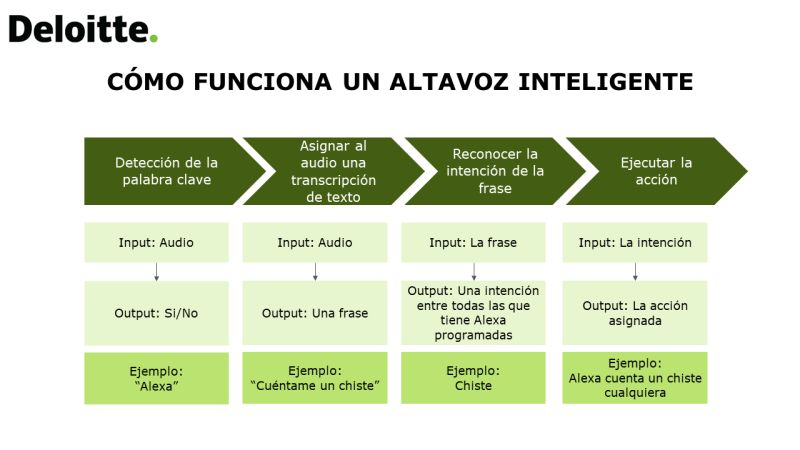 Deloitte.
CÓMO FUNCIONA UN ALTAVOZ INTELIGENTE
Detección de la
palabra clave
Asignar al
audio una
transcripción
de texto
Reconocer la
intención de la
frase
Ejecutar la
acción
Input: Audio
Input: Audio
Input: La frase
Input: La intención
Output: Si/No
Output: Una frase
Output: Una intención
entre todas las que
tiene Alexa
programadas
Output: La acción
asignada
Ejemplo:
“Alexa”
Ejemplo:
“Cuéntame un chiste”
Ejemplo:
Chiste
Ejemplo:
Alexa cuenta un chiste
cualquiera